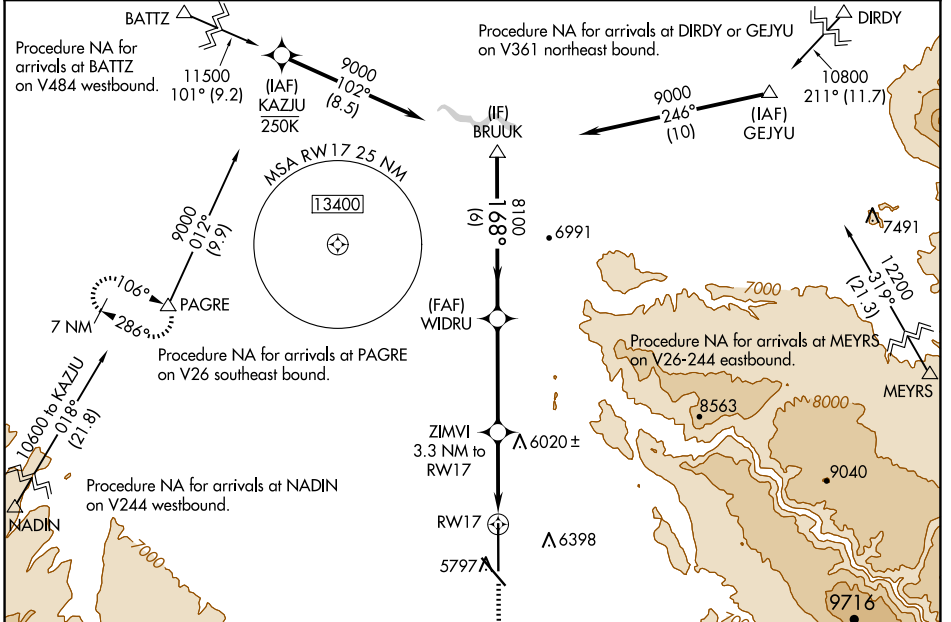 BATTZ
Procedure NA for
arrivals at BATTZ
on V484 westbound.
11500
101° (9.2)
(IAF)
KAZJU
250K
9000
102°
(8.5)
Procedure NA for arrivals at DIRDY or GEJYU
on V361 northeast bound.
DIRDY
10800
211° (11.7)
9000
246°
(10)
(IAF)
GEJYU
(IF)
BRUUK
MSA RW17 25 NM
13400
8100
168°
(6)
6991
7491
9000
012°
(9.9)
106°
PAGRE
7 NM
286°
Procedure NA for arrivals at PAGRE
on V26 southeast bound.
(FAF)
WIDRU
7000
12200
319°
(21.3)
Procedure NA for arrivals at MEYRS
on V26-244 eastbound.
MEYRS
8000
8563
10600 to KAZJU
018°
(21.8)
ZIMVI
3.3 NM to
RW17
6020 ±
9040
Procedure NA for arrivals at NADIN
on V244 westbound.
NADIN
7000
RW17
6398
5797
9716